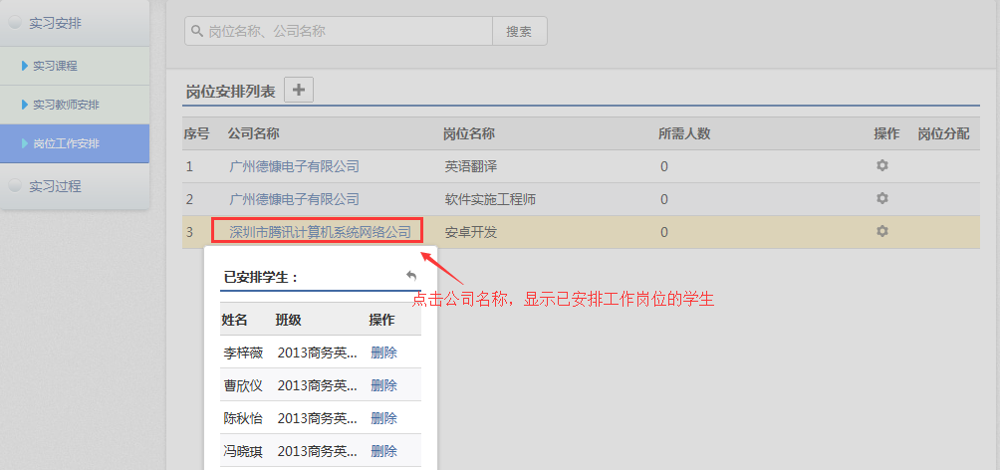 实习安排
实习课程
实习教师安排
岗位工作安排
实习过程
岗位名称、公司名称 搜索
岗位安排列表
序号 公司名称 岗位名称 所需人数 操作 岗位分配
1 广州德慷电子有限公司 英语翻译 0
2 广州德慷电子有限公司 软件实施工程师 0
3 深圳市腾讯计算机系统网络公司 安卓开发 0
已安排学生：
点击公司名称，显示已安排工作岗位的学生
姓名 班级 操作
李梓薇 2013商务英... 删除
曹欣仪 2013商务英... 删除
陈秋怡 2013商务英... 删除
冯晓琪 2013商务英... 删除